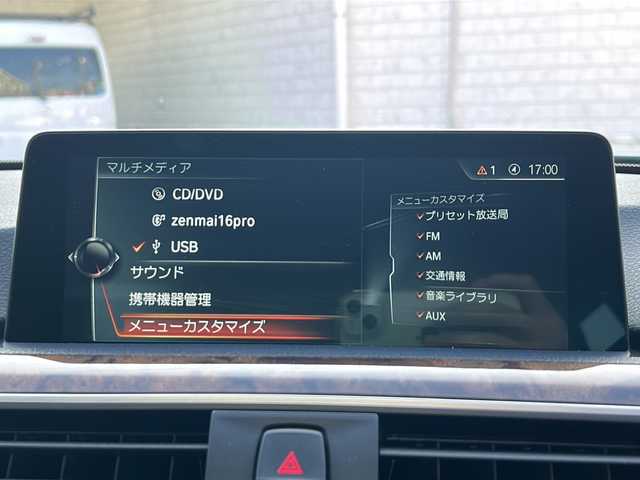 マルチメディア
1 17:00
CD/DVD
zenmai16pro
USB
サウンド
携帯機器管理
メニューカスタマイズ
メニューカスタマイズ
プリセット放送局
FM
AM
交通情報
音楽ライブラリ
AUX